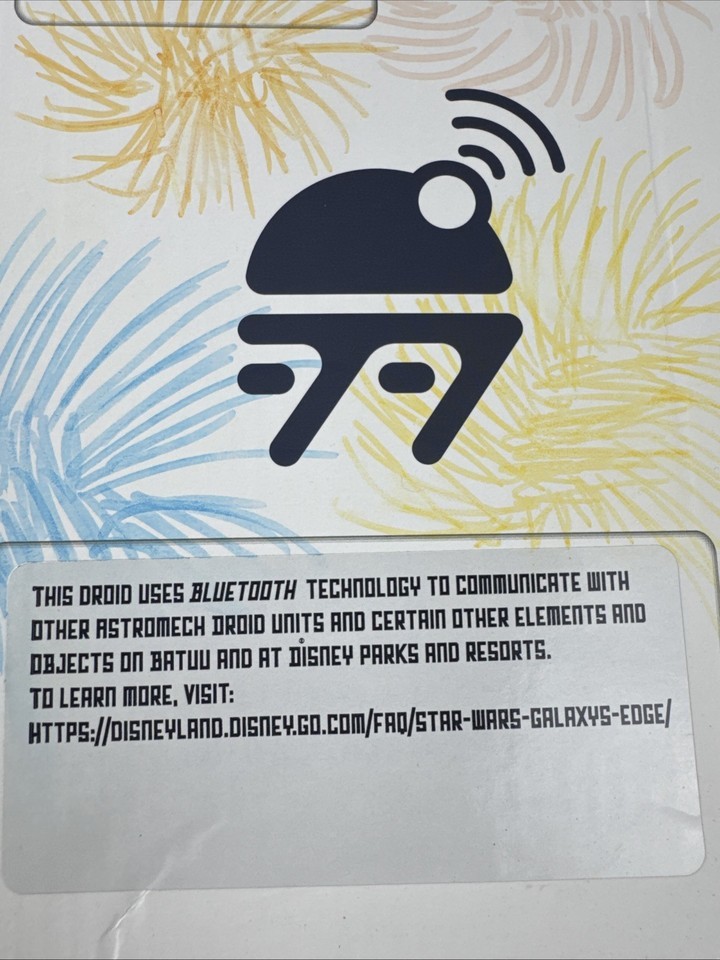 THIS DROID USES BLUETOOTH TECHNOLOGY TO COMMUNICATE WITH
OTHER ASTROMECH DROID UNITS AND CERTAIN OTHER ELEMENTS AND
OBJECTS ON BATUU AND AT DISNEY PARKS AND RESORTS.
TO LEARN MORE, VISIT:
HTTPS://DISNEYLAND.DISNEY.GO.COM/FAQ/STAR-WARS-GALAXYS-EDGE/